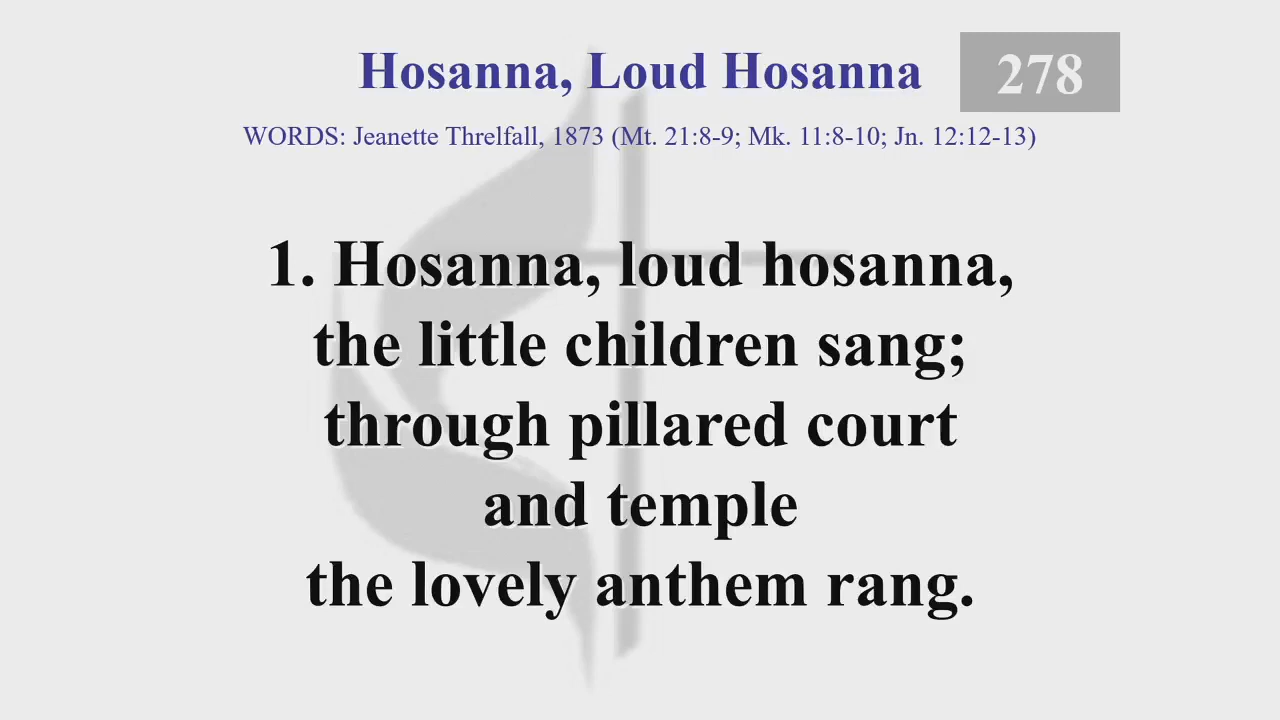 Hosanna, Loud Hosanna
278
WORDS: Jeanette Threlfall, 1873 (Mt. 21:8-9; Mk. 11:8-10; Jn. 12:12-13)
1. Hosanna, loud hosanna,
the little children sang;
through pillared court
and temple
the lovely anthem rang.